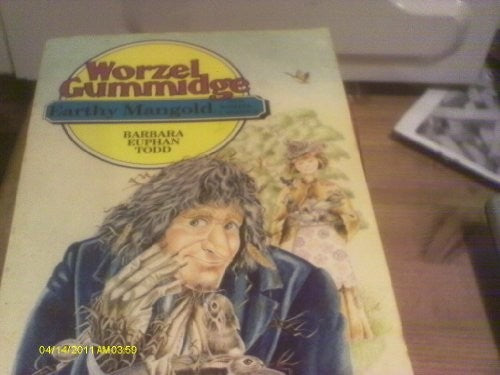 Worzel
Gummidge
Earthy Mangold
BARBARA
EUPHAN
TODD
04/14/2011 AM 03:59